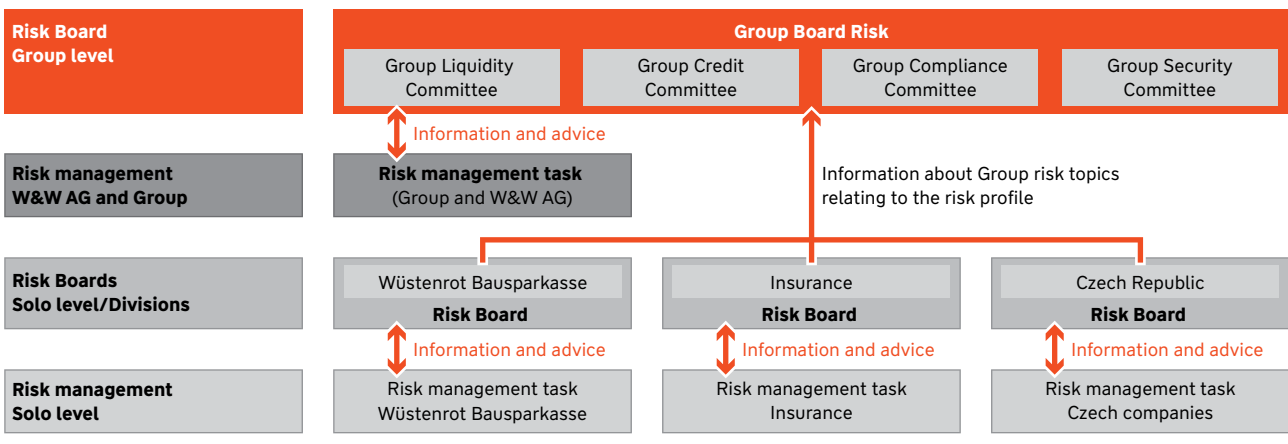 Risk Board
Group level
Group Board Risk
Group Liquidity
Committee
Group Credit
Committee
Group Compliance
Committee
Group Security
Committee
Information and advice
Risk management
W&W AG and Group
Risk management task
(Group and W&W AG)
Information about Group risk topics
relating to the risk profile
Risk Boards
Solo level/Divisions
Wüstenrot Bausparkasse
Risk Board
Insurance
Risk Board
Czech Republic
Risk Board
Information and advice
Information and advice
Information and advice
Risk management
Solo level
Risk management task
Wüstenrot Bausparkasse
Risk management task
Insurance
Risk management task
Czech companies